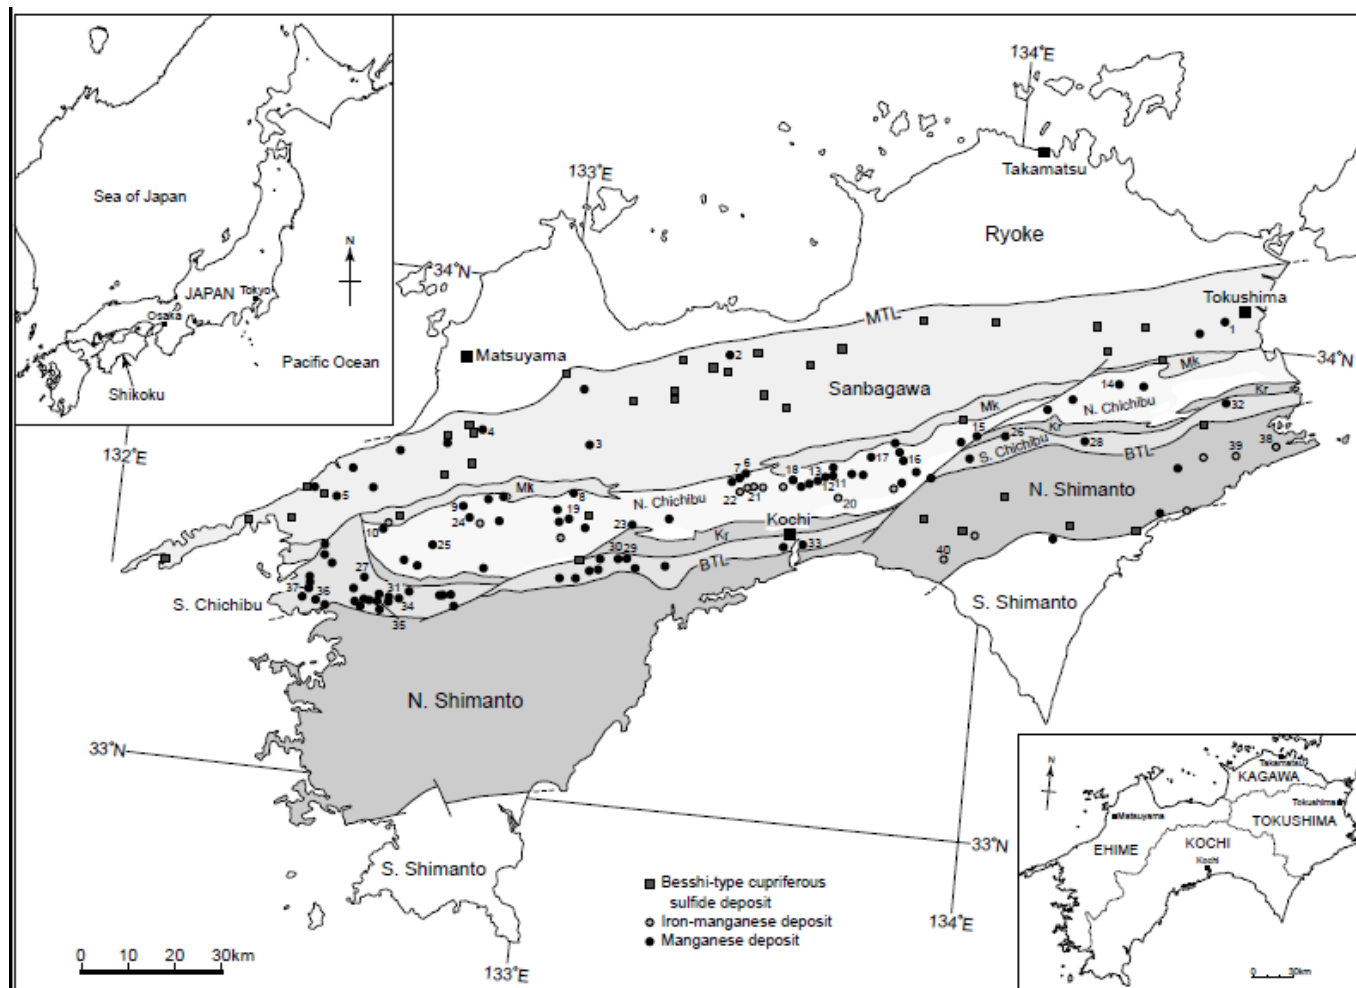 Sea of Japan
N
JAPAN
Tokyo
Osaka
Pacific Ocean
Shikoku
134°E
133°E
Takamatsu
Ryoke
34°N
Tokushima
MTL
1
Matsuyama
2
34°N
Sanbagawa
Mk
14
N. Chichibu
Kr
32
Mk
4
15
26
Kr
3
S. Chichibu
28
BTL
39
38
132°E
17
16
6
7
18
13
5
Mk
8
N. Chichibu
22
21
12
11
N. Shimanto
9
20
24
19
23
Kochi
10
Kr
25
30
29
33
BTL
40
27
37
36
31
S. Chichibu
34
S. Shimanto
35
N. Shimanto
33°N
N
Takamatsu
KAGAWA
Tokushima
Matsuyama
TOKUSHIMA
33°N
KOCHI
EHIME
Kochi
S. Shimanto
Besshi-type cupriferous
sulfide deposit
Iron-manganese deposit
134°E
Manganese deposit
0 10 20 30km
133°E
0 30km